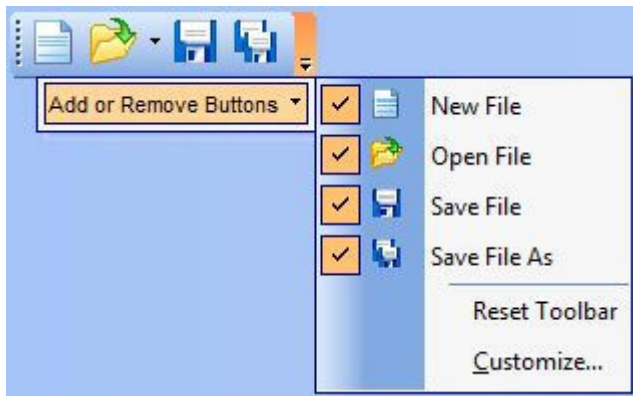 Add or Remove Buttons
New File
Open File
Save File
Save File As
Reset Toolbar
Customize...